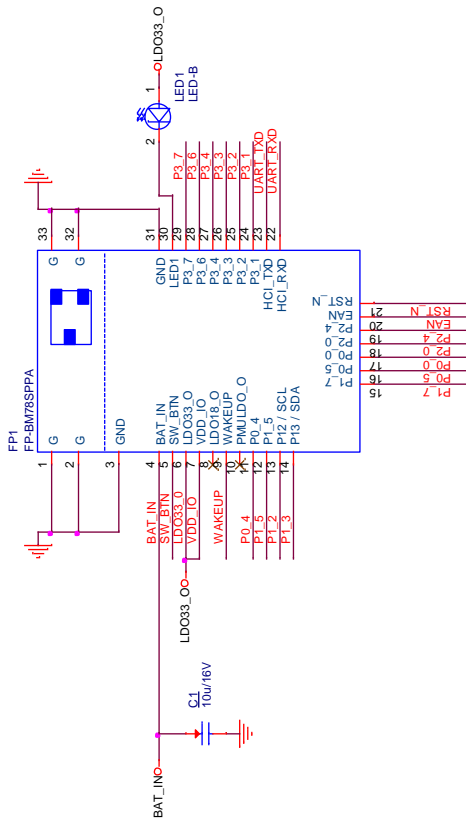 FP1
FP-BM78SPPA
1
G
G
33
2
G
G
32
3
GND
GND
31
BAT_IN
4
BAT_IN
LED1
30
SW_BTN
5
SW_BTN
P3_7
29
P3_7
LDO33_0
6
LDO33_O
P3_6
28
P3_6
VDD_IO
7
VDD_IO
P3_4
27
P3_4
8
LDO18_O
P3_3
26
P3_3
WAKEUP
9
WAKEUP
P3_2
25
P3_2
10
PMULDO_O
P3_1
24
P3_1
P0_4
11
P0_4
HCI_TXD
23
UART_TXD
P1_5
12
P1_5
HCI_RXD
22
UART_RXD
P1_2
13
P12 / SCL
P1_3
14
P13 / SDA
P1_7
P0_5
P0_0
P2_0
P2_4
EAN
RST_N
15
16
17
18
19
20
21
P1_7
P0_5
P0_0
P2_0
P2_4
EAN
RST_N
LDO33_O
2
1
LED1
LED-B
LDO33_O
BAT_IN
C1
10u/16V